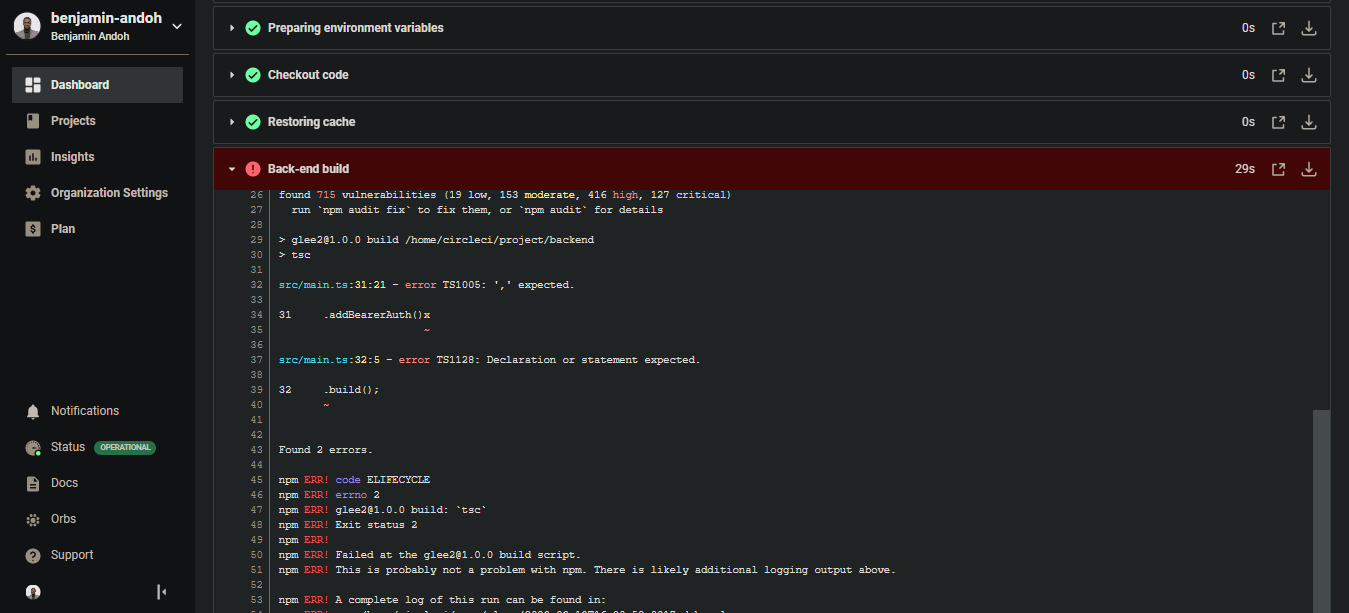 benjamin-andoh
Benjamin Andoh
Dashboard
Projects
Insights
Organization Settings
Plan
Notifications
Status OPERATIONAL
Docs
Orbs
Support
Preparing environment variables 0s
Checkout code 0s
Restoring cache 0s
Back-end build 29s
26 found 715 vulnerabilities (19 low, 153 moderate, 416 high, 127 critical)
27 run `npm audit fix` to fix them, or `npm audit` for details
28
29 > glee2@1.0.0 build /home/circleci/project/backend
30 > tsc
31
32 src/main.ts:31:21 - error TS1005: ',' expected.
33
34 31 .addBearerAuth()x
35 ~
36
37 src/main.ts:32:5 - error TS1128: Declaration or statement expected.
38
39 32 .build();
40 ~
41
42
43 Found 2 errors.
44
45 npm ERR! code ELIFECYCLE
46 npm ERR! errno 2
47 npm ERR! glee2@1.0.0 build: `tsc`
48 npm ERR! Exit status 2
49 npm ERR!
50 npm ERR! Failed at the glee2@1.0.0 build script.
51 npm ERR! This is probably not a problem with npm. There is likely additional logging output above.
52
53 npm ERR! A complete log of this run can be found in: